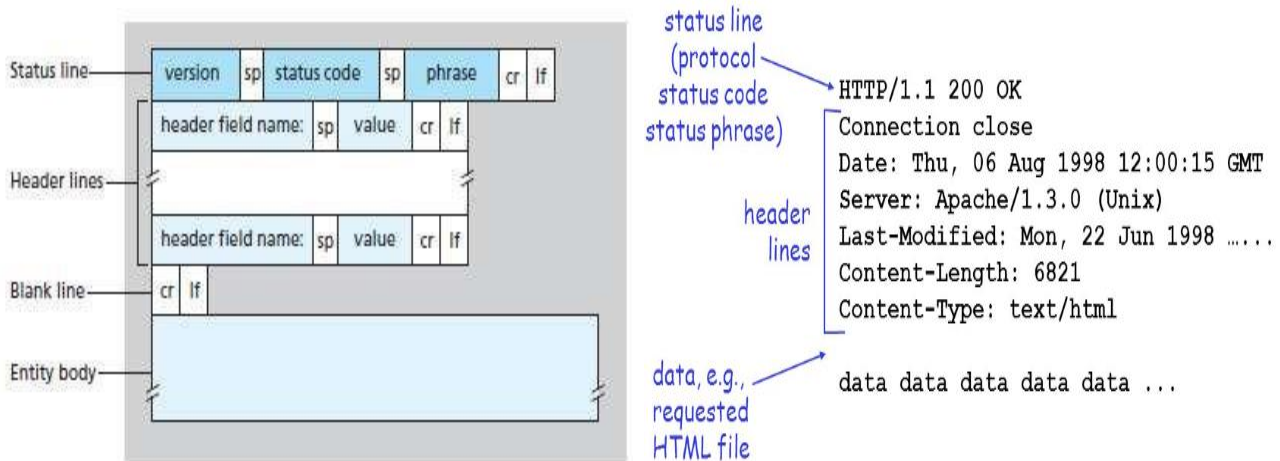 Status line
version sp status code sp phrase cr lf
header field name: sp value cr lf
Header lines
header field name: sp value cr lf
Blank line
cr lf
Entity body
status line
(protocol
status code
status phrase)
header
lines
data, e.g.,
requested
HTML file
HTTP/1.1 200 OK
Connection close
Date: Thu, 06 Aug 1998 12:00:15 GMT
Server: Apache/1.3.0 (Unix)
Last-Modified: Mon, 22 Jun 1998 …...
Content-Length: 6821
Content-Type: text/html
data data data data data ...